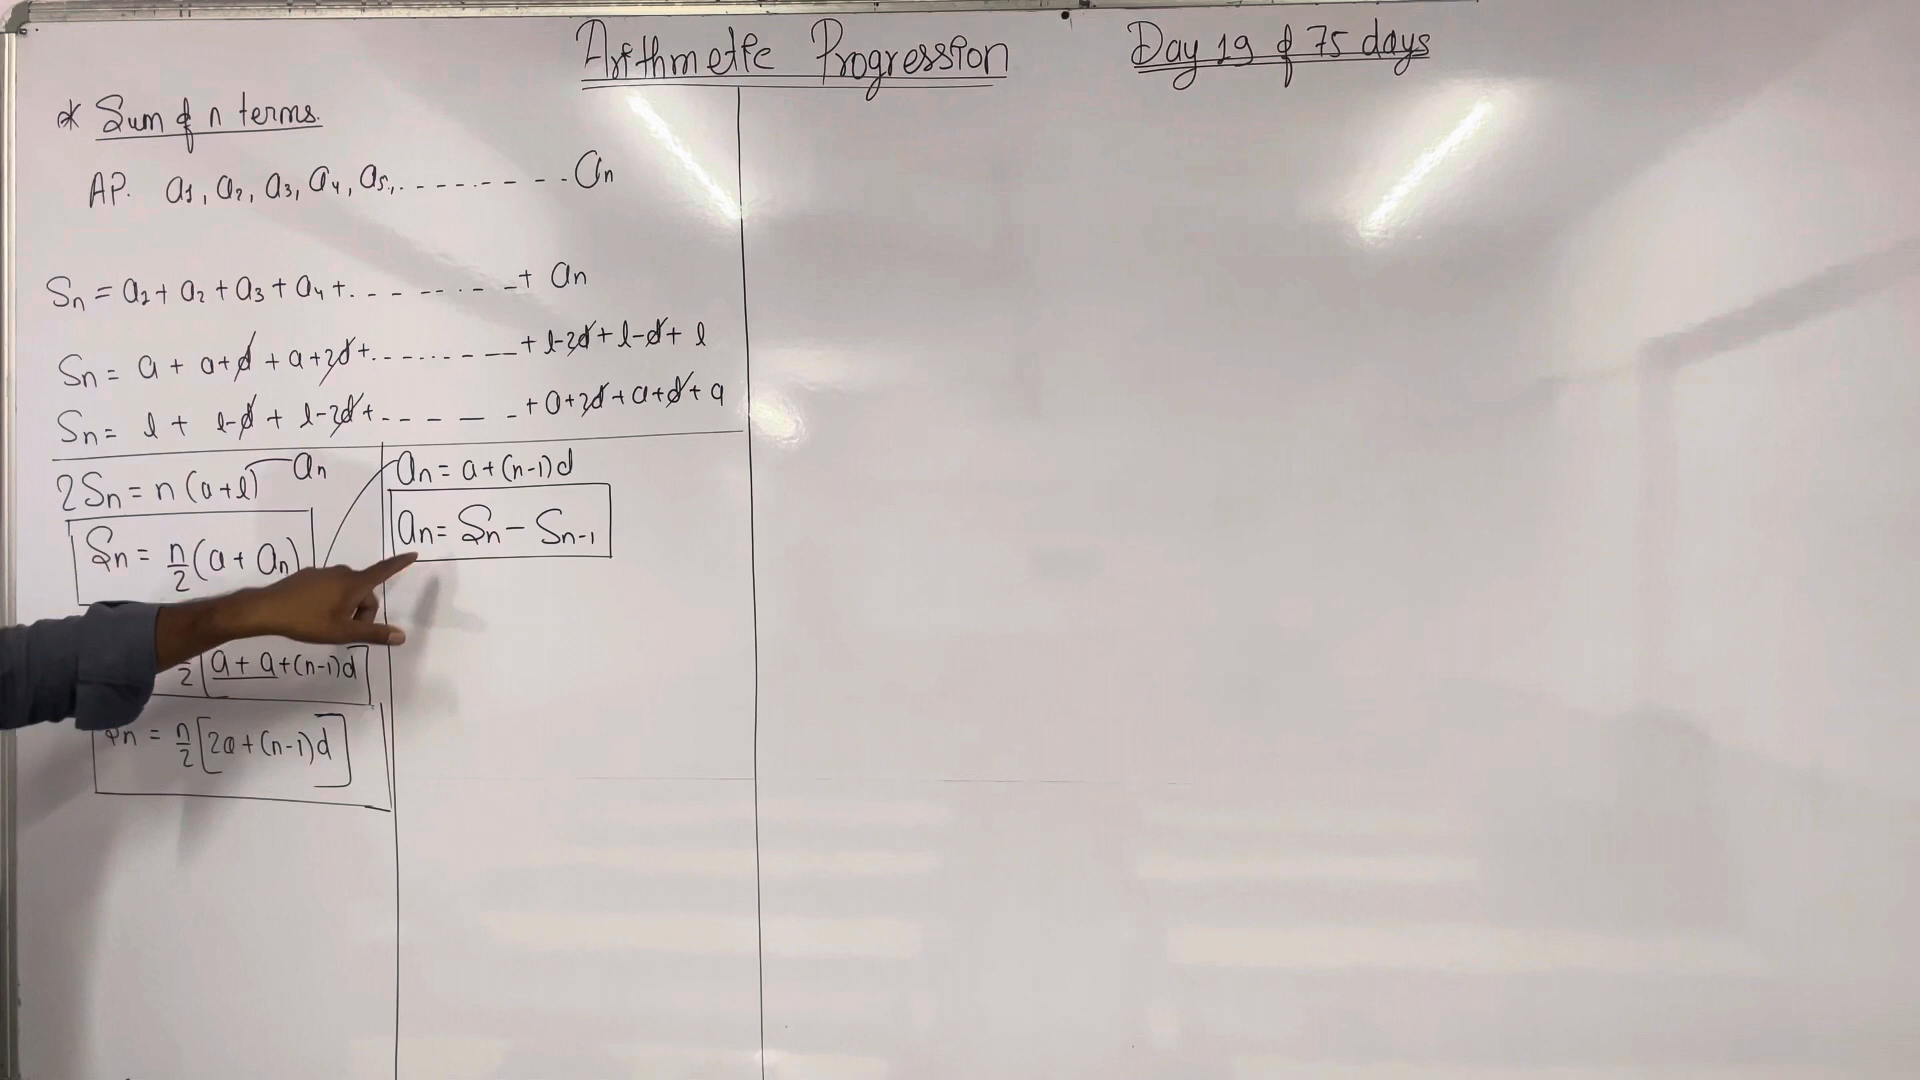 Arithmetic Progression
Day 19 of 75 days
* Sum of n terms.
AP. a1, a2, a3, a4, a5, . - - - - - - - - an
Sn = a1 + a2 + a3 + a4 + . - - - - - - - + an
Sn = a + a+d + a+2d + . - - - - - - - + l-2d + l-d + l
Sn = l + l-d + l-2d + . - - - - - + a+2d + a+d + a
2Sn = n (a+l) an
Sn = n/2 (a + an)
2 [a + a + (n-1)d]
Sn = n/2 [2a + (n-1)d]
an = a + (n-1)d
an = Sn - Sn-1